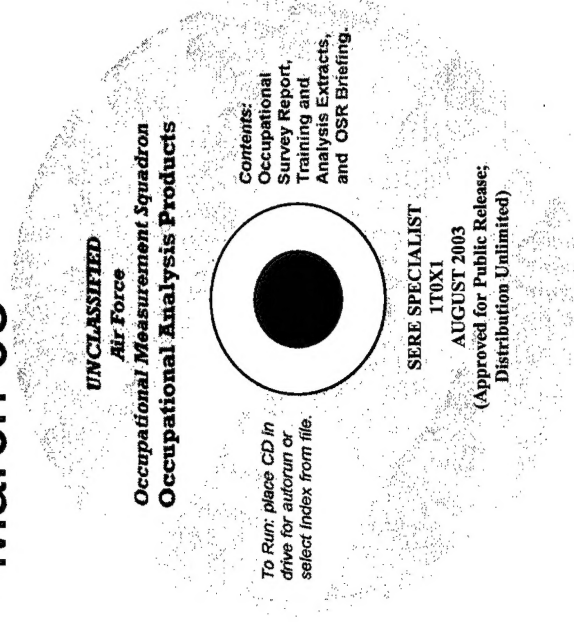 UNCLASSIFIED
Air Force
Occupational Measurement Squadron
Occupational Analysis Products
To Run: place CD in
drive for autorun or
select Index from file.
Contents:
Occupational
Survey Report,
Training and
Analysis Extracts,
and OSR Briefing.
SERE SPECIALIST
1T0X1
AUGUST 2003
(Approved for Public Release;
Distribution Unlimited)